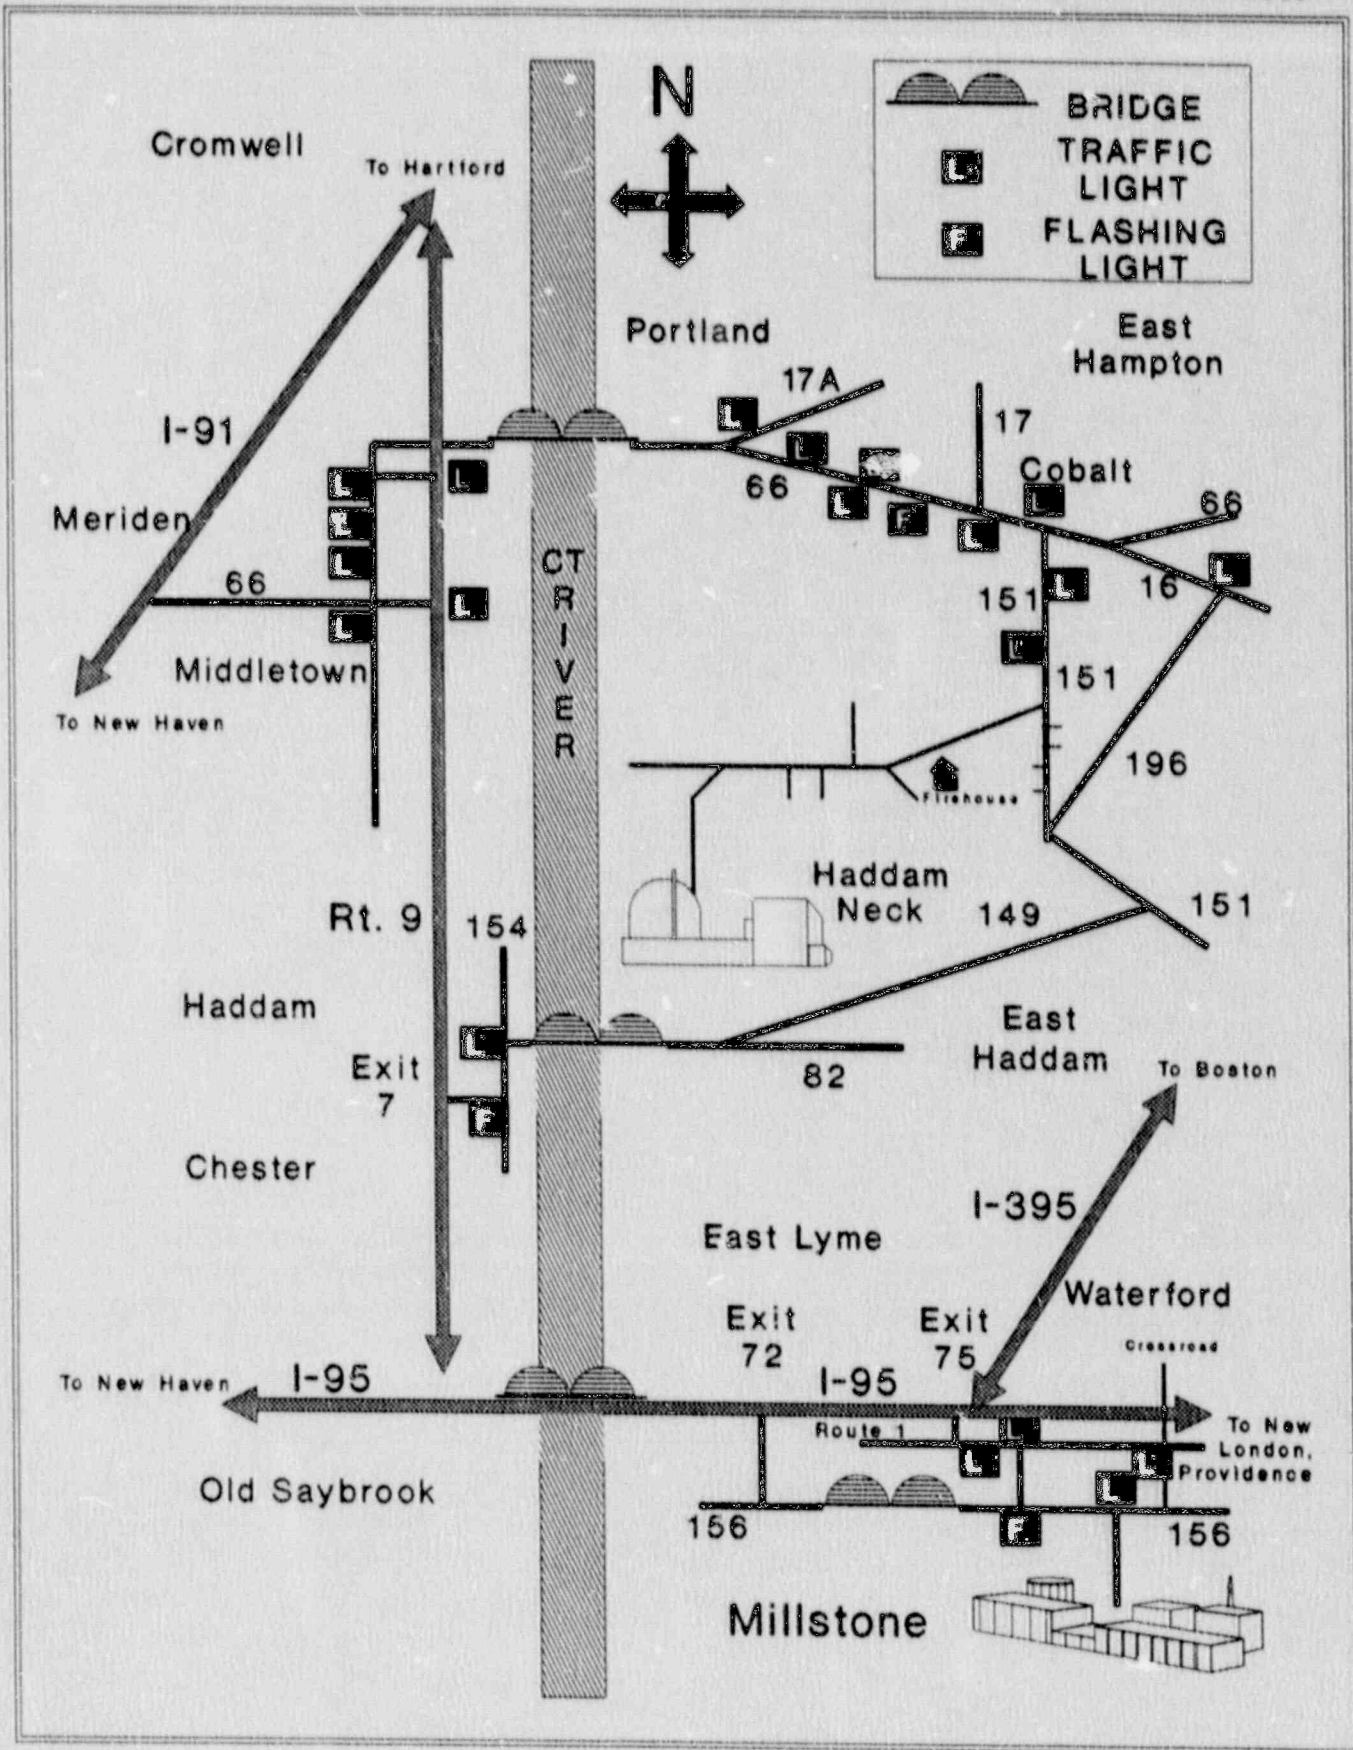 N
BRIDGE
L
TRAFFIC
LIGHT
F
FLASHING
LIGHT
Cromwell
To Hartford
Portland
East
Hampton
17A
L
17
I-91
L
Cobalt
66
L
F
L
L
66
L
L
L
L
Meriden
66
L
L
Middletown
To New Haven
CT
RIVER
151
L
16
L
L
151
196
Firehouse
Haddam
Neck
149
151
Rt. 9
154
Haddam
L
Exit
7
F
82
East
Haddam
To Boston
Chester
I-395
East Lyme
Waterford
Exit
72
Exit
75
Crossroad
To New Haven
I-95
I-95
Route 1
L
L
L
L
To New
London,
Providence
Old Saybrook
156
F
156
Millstone